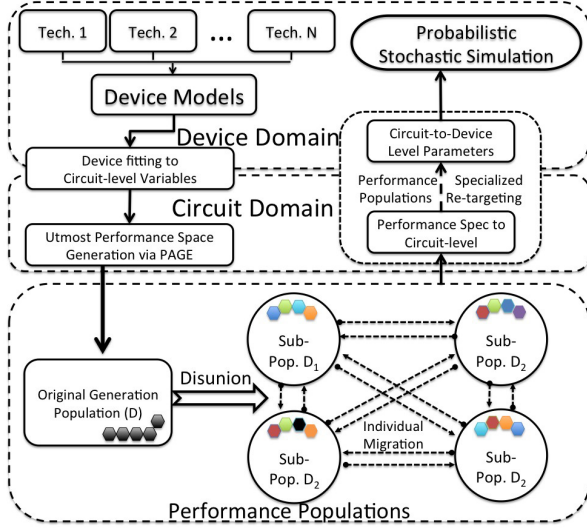 Tech. 1
Tech. 2
...
Tech. N
Probabilistic
Stochastic Simulation
Device Models
Device Domain
Circuit-to-Device
Level Parameters
Device fitting to
Circuit-level Variables
Performance
Populations
Specialized
Re-targeting
Circuit Domain
Utmost Performance Space
Generation via PAGE
Performance Spec to
Circuit-level
Original Generation
Population (D)
Disunion
Sub-
Pop. D1
Sub-
Pop. D2
Individual
Migration
Sub-
Pop. D2
Sub-
Pop. D2
Performance Populations